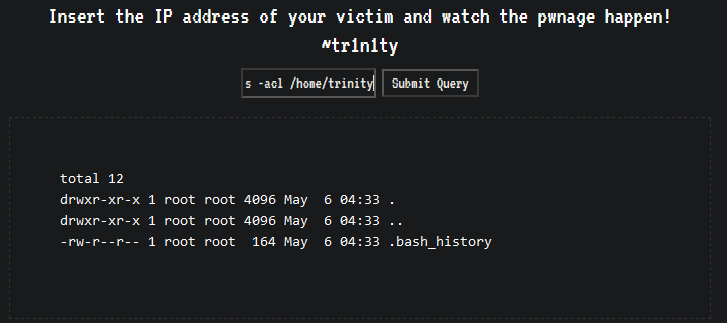 Insert the IP address of your victim and watch the pwnage happen!
~tr1n1ty
s -acl /home/trinity Submit Query
total 12
drwxr-xr-x 1 root root 4096 May  6 04:33 .
drwxr-xr-x 1 root root 4096 May  6 04:33 ..
-rw-r--r-- 1 root root  164 May  6 04:33 .bash_history